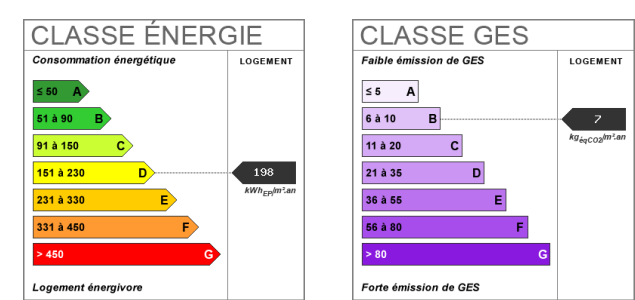 CLASSE ÉNERGIE
Consommation énergétique
LOGEMENT
≤ 50 A
51 à 90 B
91 à 150 C
151 à 230 D
198
kWhEP/m².an
231 à 330 E
331 à 450 F
> 450 G
Logement énergivore
CLASSE GES
Faible émission de GES
LOGEMENT
≤ 5 A
6 à 10 B
7
kgéqCO2/m².an
11 à 20 C
21 à 35 D
36 à 55 E
56 à 80 F
> 80 G
Forte émission de GES